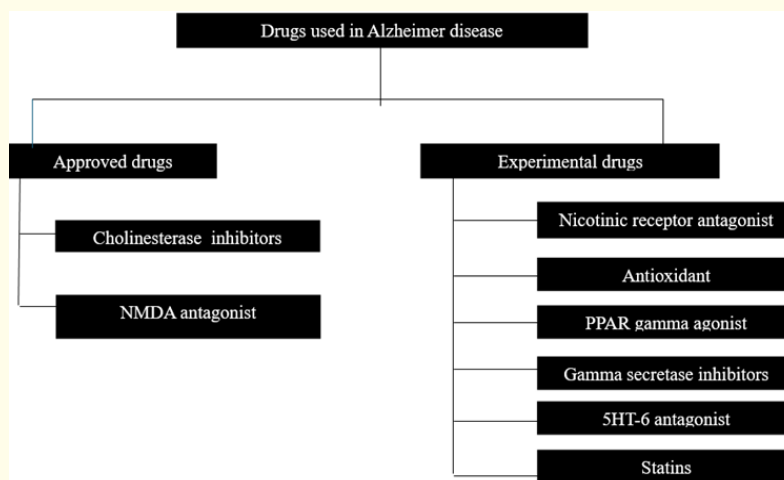 Drugs used in Alzheimer disease
Approved drugs
Cholinesterase inhibitors
NMDA antagonist
Experimental drugs
Nicotinic receptor antagonist
Antioxidant
PPAR gamma agonist
Gamma secretase inhibitors
5HT-6 antagonist
Statins